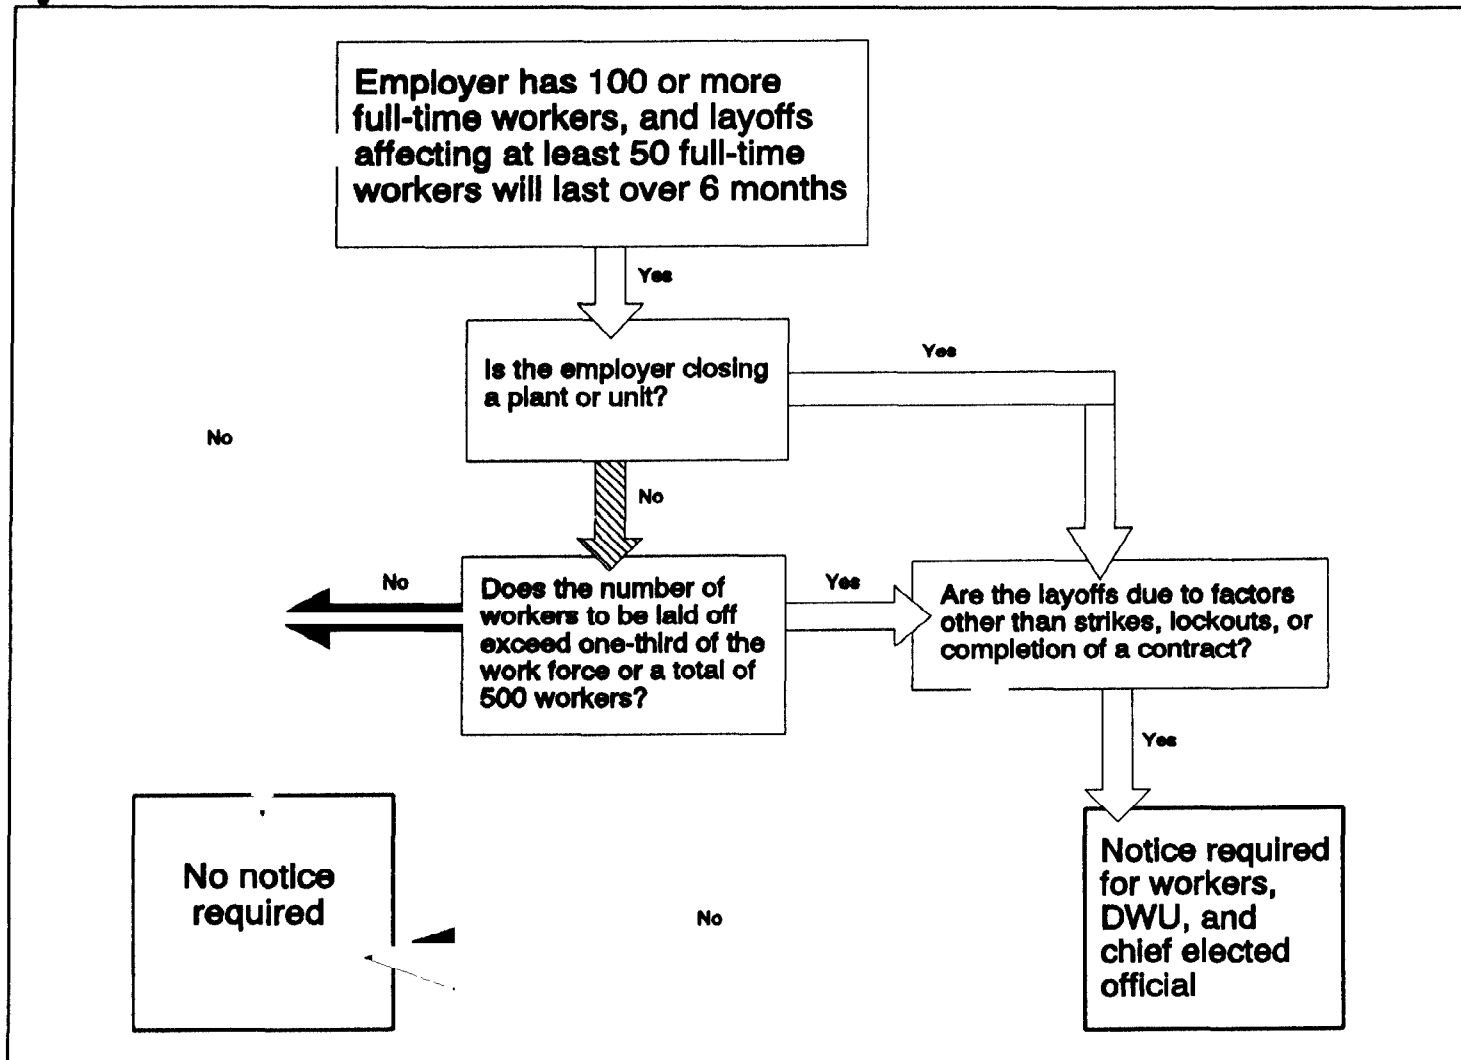 Employer has 100 or more
full-time workers, and layoffs
affecting at least 50 full-time
workers will last over 6 months
Yes
Is the employer closing
a plant or unit?
Yes
No
No
No
Does the number of
workers to be laid off
exceed one-third of the
work force or a total of
500 workers?
Yes
Are the layoffs due to factors
other than strikes, lockouts, or
completion of a contract?
Yes
No notice
required
No
Notice required
for workers,
DWU, and
chief elected
official